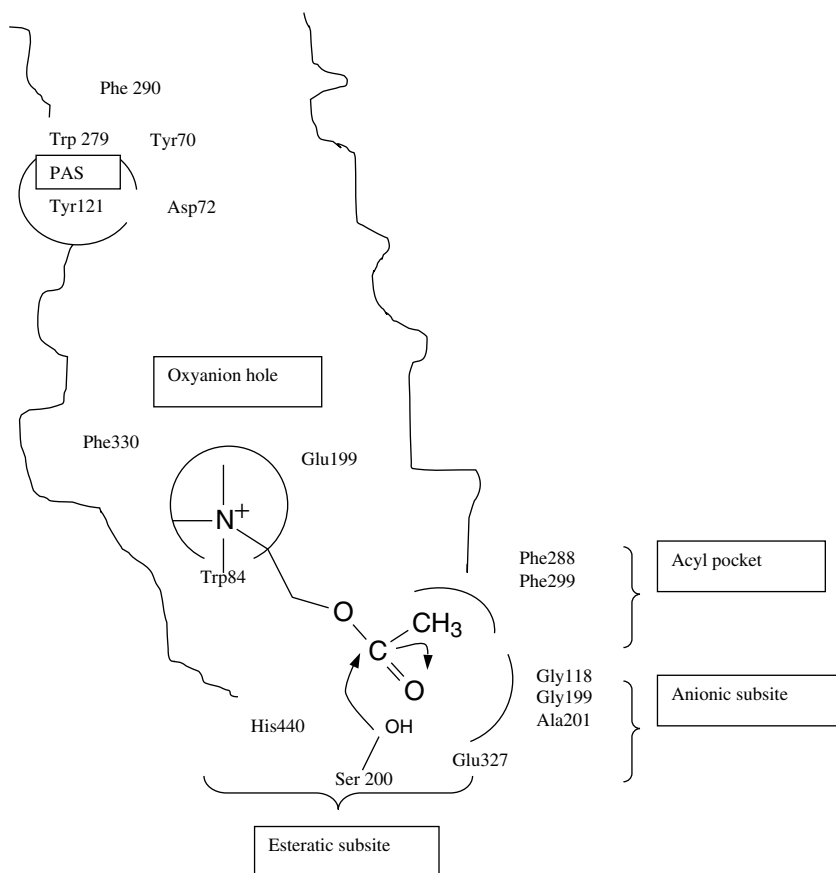 Phe 290
Trp 279 Tyr70
PAS
Tyr121 Asp72
Oxyanion hole
Phe330
Glu199
N+
Trp84
Phe288
Phe299
Acyl pocket
O
CH3
C
O
Gly118
Gly199
Ala201
Anionic subsite
His440
OH
Glu327
Ser 200
Esteratic subsite